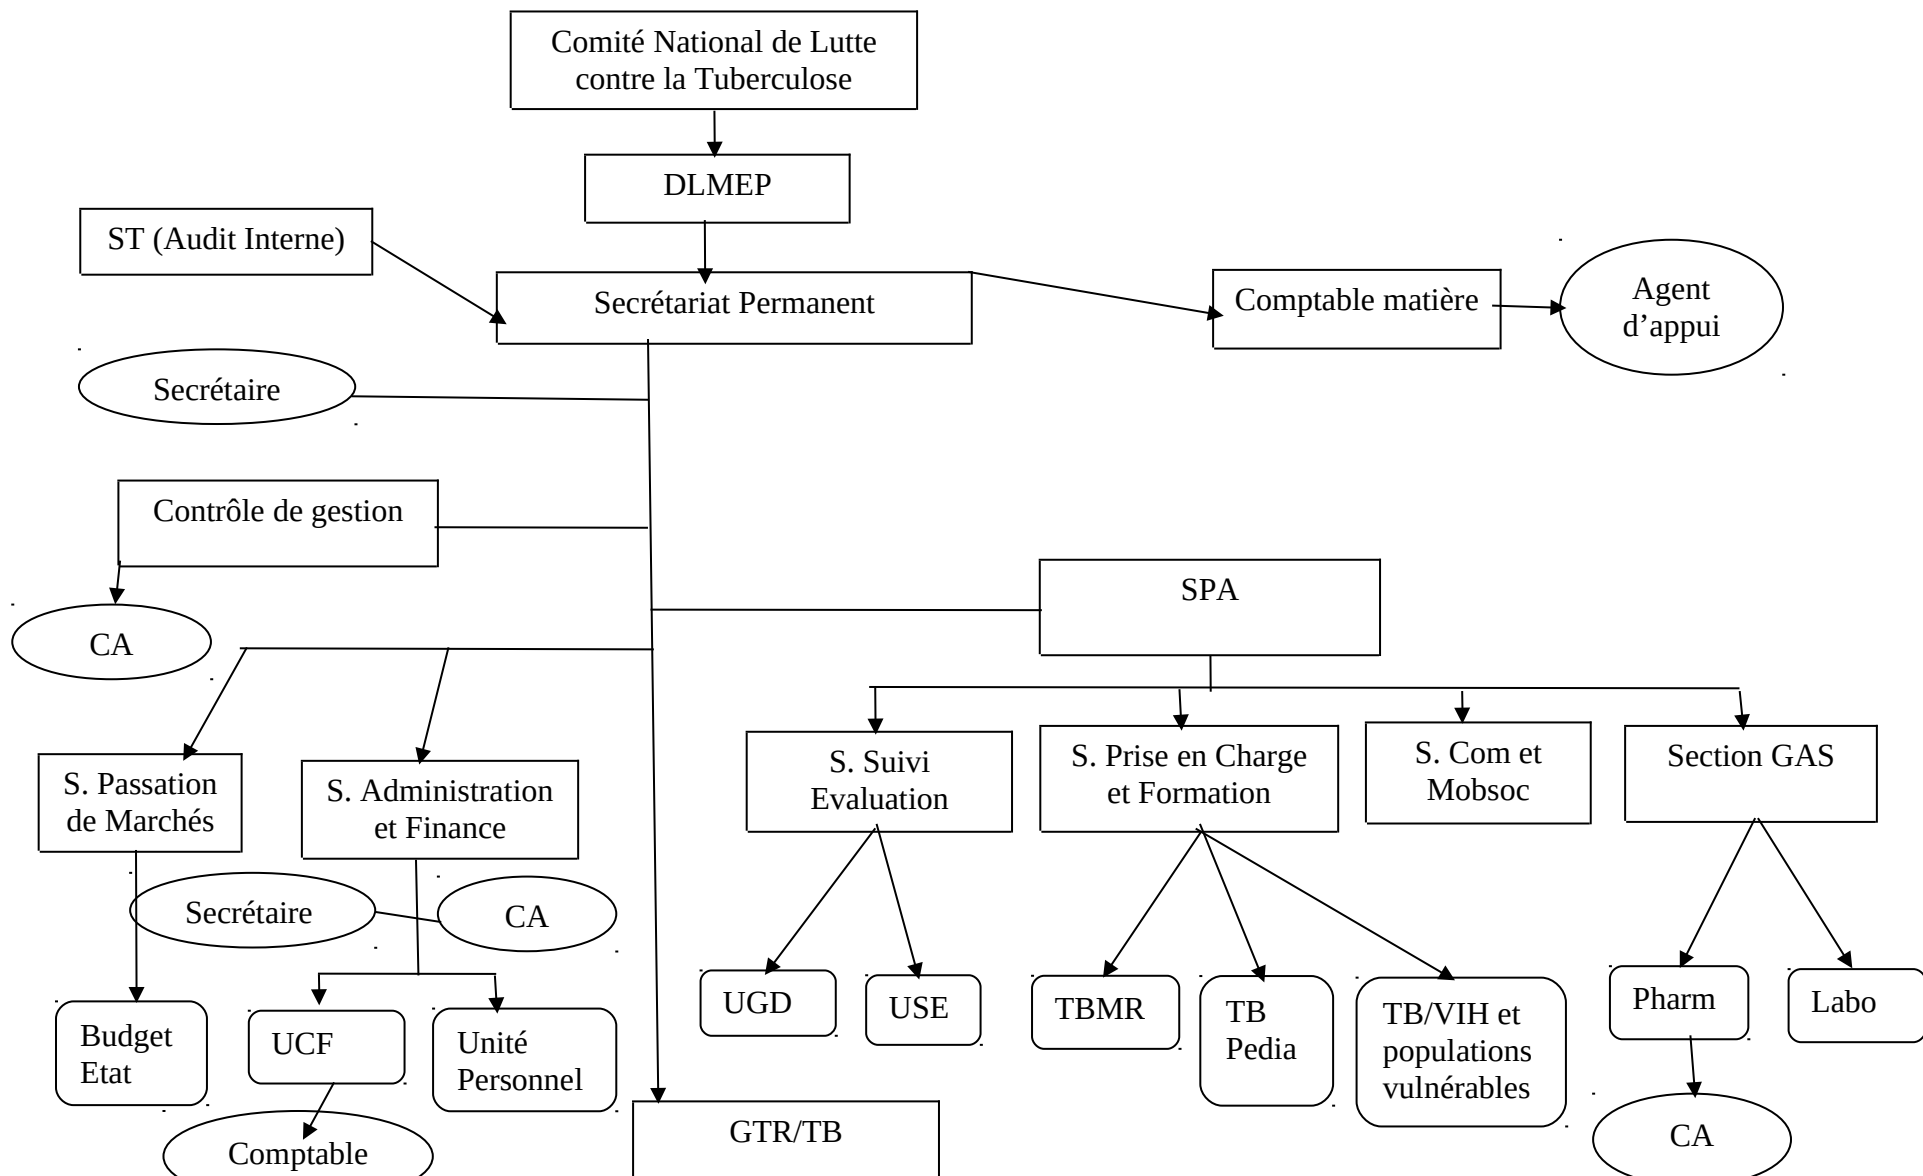 Comité National de Lutte
contre la Tuberculose
DLMEP
ST (Audit Interne)
Secrétariat Permanent
Comptable matière
Agent
d’appui
Secrétaire
Contrôle de gestion
SPA
CA
S. Passation
de Marchés
S. Administration
et Finance
S. Suivi
Evaluation
S. Prise en Charge
et Formation
S. Com et
Mobsoc
Section GAS
Secrétaire
CA
Budget
Etat
UCF
Unité
Personnel
UGD
USE
TBMR
TB
Pedia
TB/VIH et
populations
vulnérables
Pharm
Labo
Comptable
GTR/TB
CA